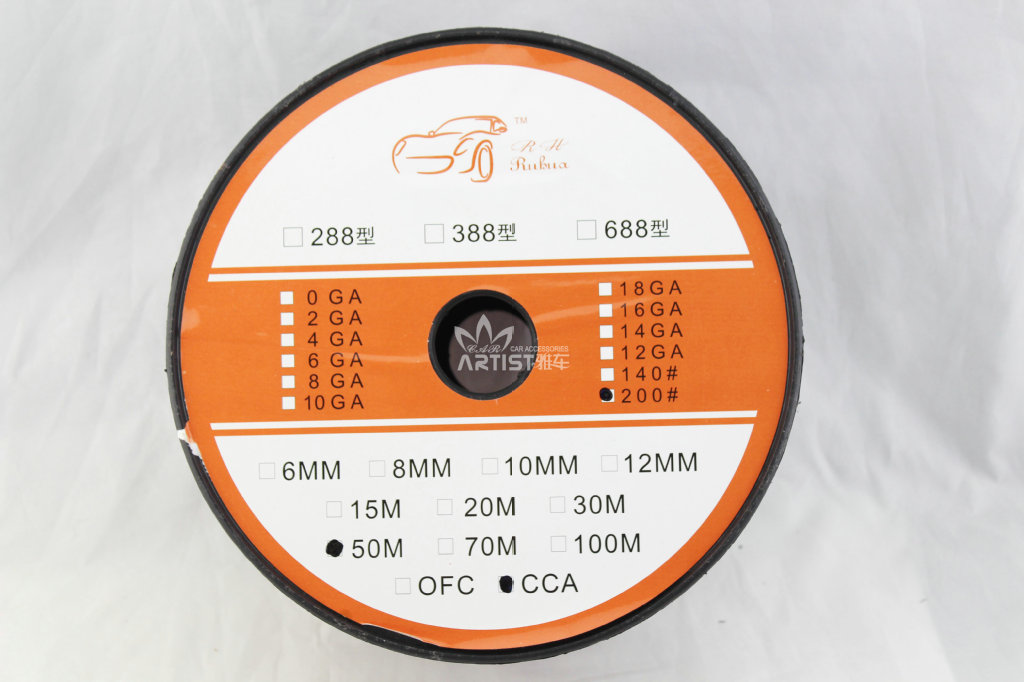 TM
R H
Ruhua
288型 388型 688型
0 GA
2 GA
4 GA
6 GA
8 GA
10GA
18GA
16GA
14GA
12GA
140#
200#
CAR CAR ACCESSORIES
ARTIST雅车
6MM 8MM 10MM 12MM
15M 20M 30M
50M 70M 100M
OFC CCA